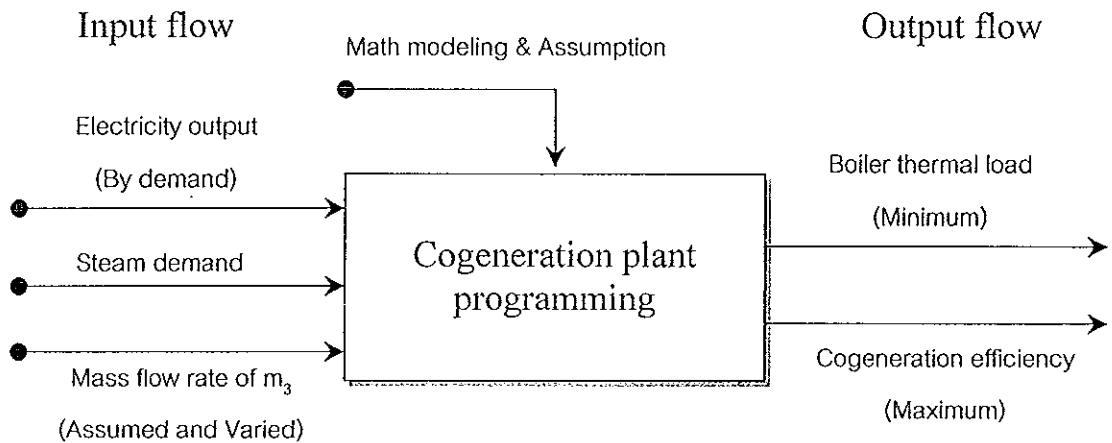 Input flow
Output flow
Math modeling & Assumption
Electricity output
(By demand)
Steam demand
Mass flow rate of m3
(Assumed and Varied)
Cogeneration plant
programming
Boiler thermal load
(Minimum)
Cogeneration efficiency
(Maximum)